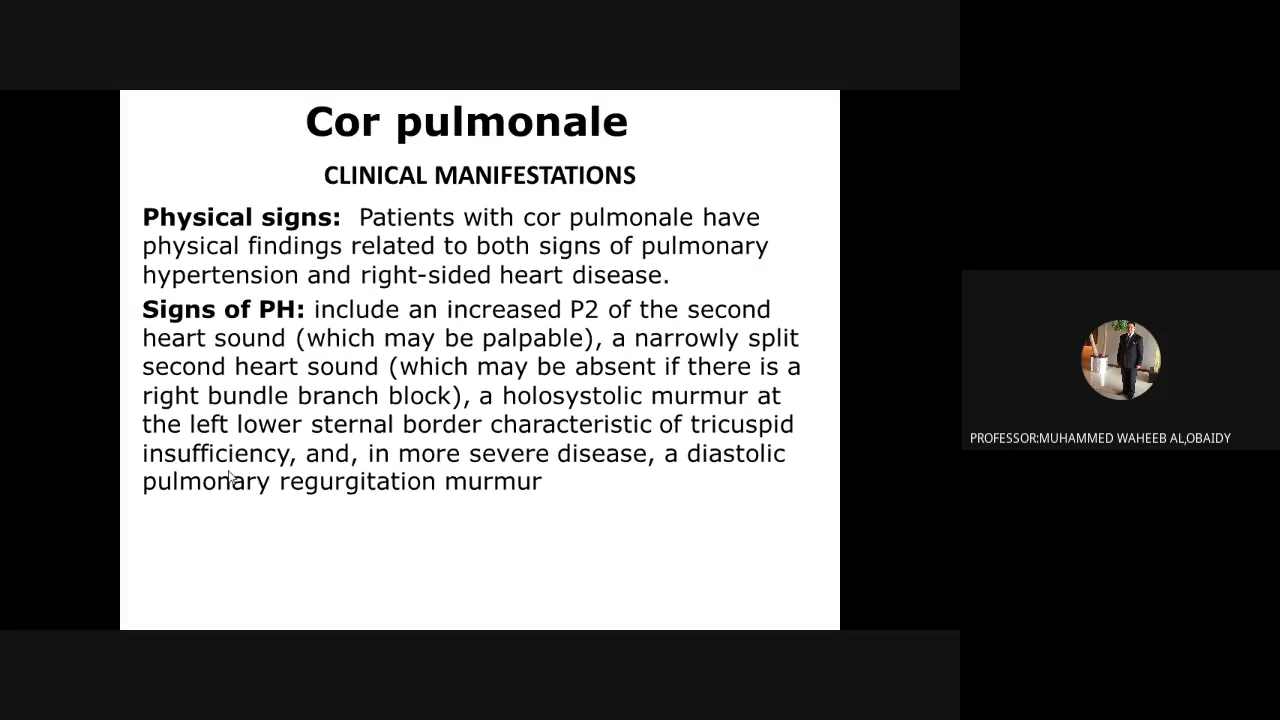 Cor pulmonale
CLINICAL MANIFESTATIONS
Physical signs: Patients with cor pulmonale have
physical findings related to both signs of pulmonary
hypertension and right-sided heart disease.
Signs of PH: include an increased P2 of the second
heart sound (which may be palpable), a narrowly split
second heart sound (which may be absent if there is a
right bundle branch block), a holosystolic murmur at
the left lower sternal border characteristic of tricuspid
insufficiency, and, in more severe disease, a diastolic
pulmonary regurgitation murmur
PROFESSOR:MUHAMMED WAHEEB AL,OBAIDY